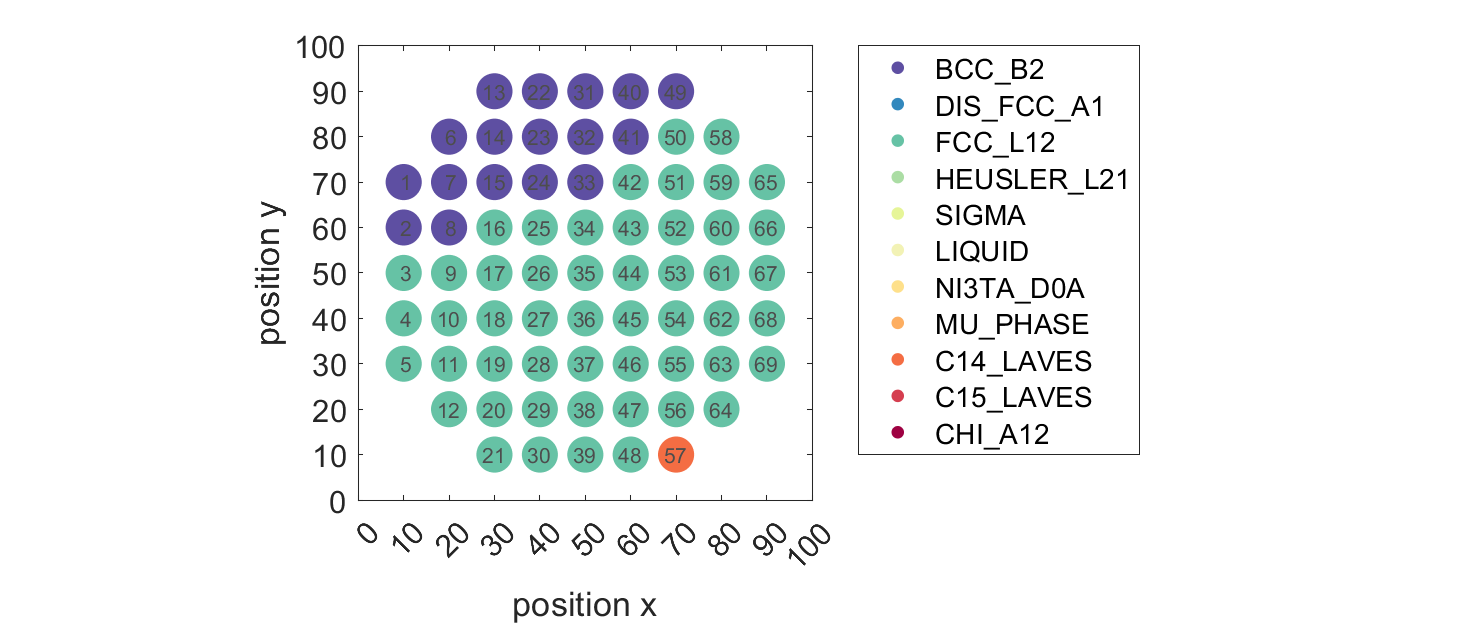 100
90
80
70
60
50
40
30
20
10
0
position y
13 22 31 40 49
6 14 23 32 41 50 58
1 7 15 24 33 42 51 59 65
2 8 16 25 34 43 52 60 66
3 9 17 26 35 44 53 61 67
4 10 18 27 36 45 54 62 68
5 11 19 28 37 46 55 63 69
12 20 29 38 47 56 64
21 30 39 48 57
0 10 20 30 40 50 60 70 80 90 100
position x
BCC_B2
DIS_FCC_A1
FCC_L12
HEUSLER_L21
SIGMA
LIQUID
NI3TA_D0A
MU_PHASE
C14_LAVES
C15_LAVES
CHI_A12